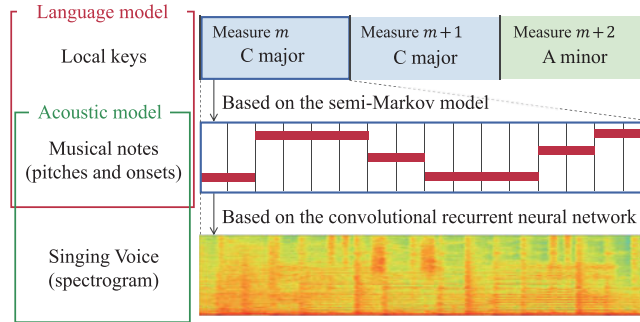 Language model
Local keys
Measure m
C major
Measure m+1
C major
Measure m+2
A minor
Based on the semi-Markov model
Acoustic model
Musical notes
(pitches and onsets)
Based on the convolutional recurrent neural network
Singing Voice
(spectrogram)